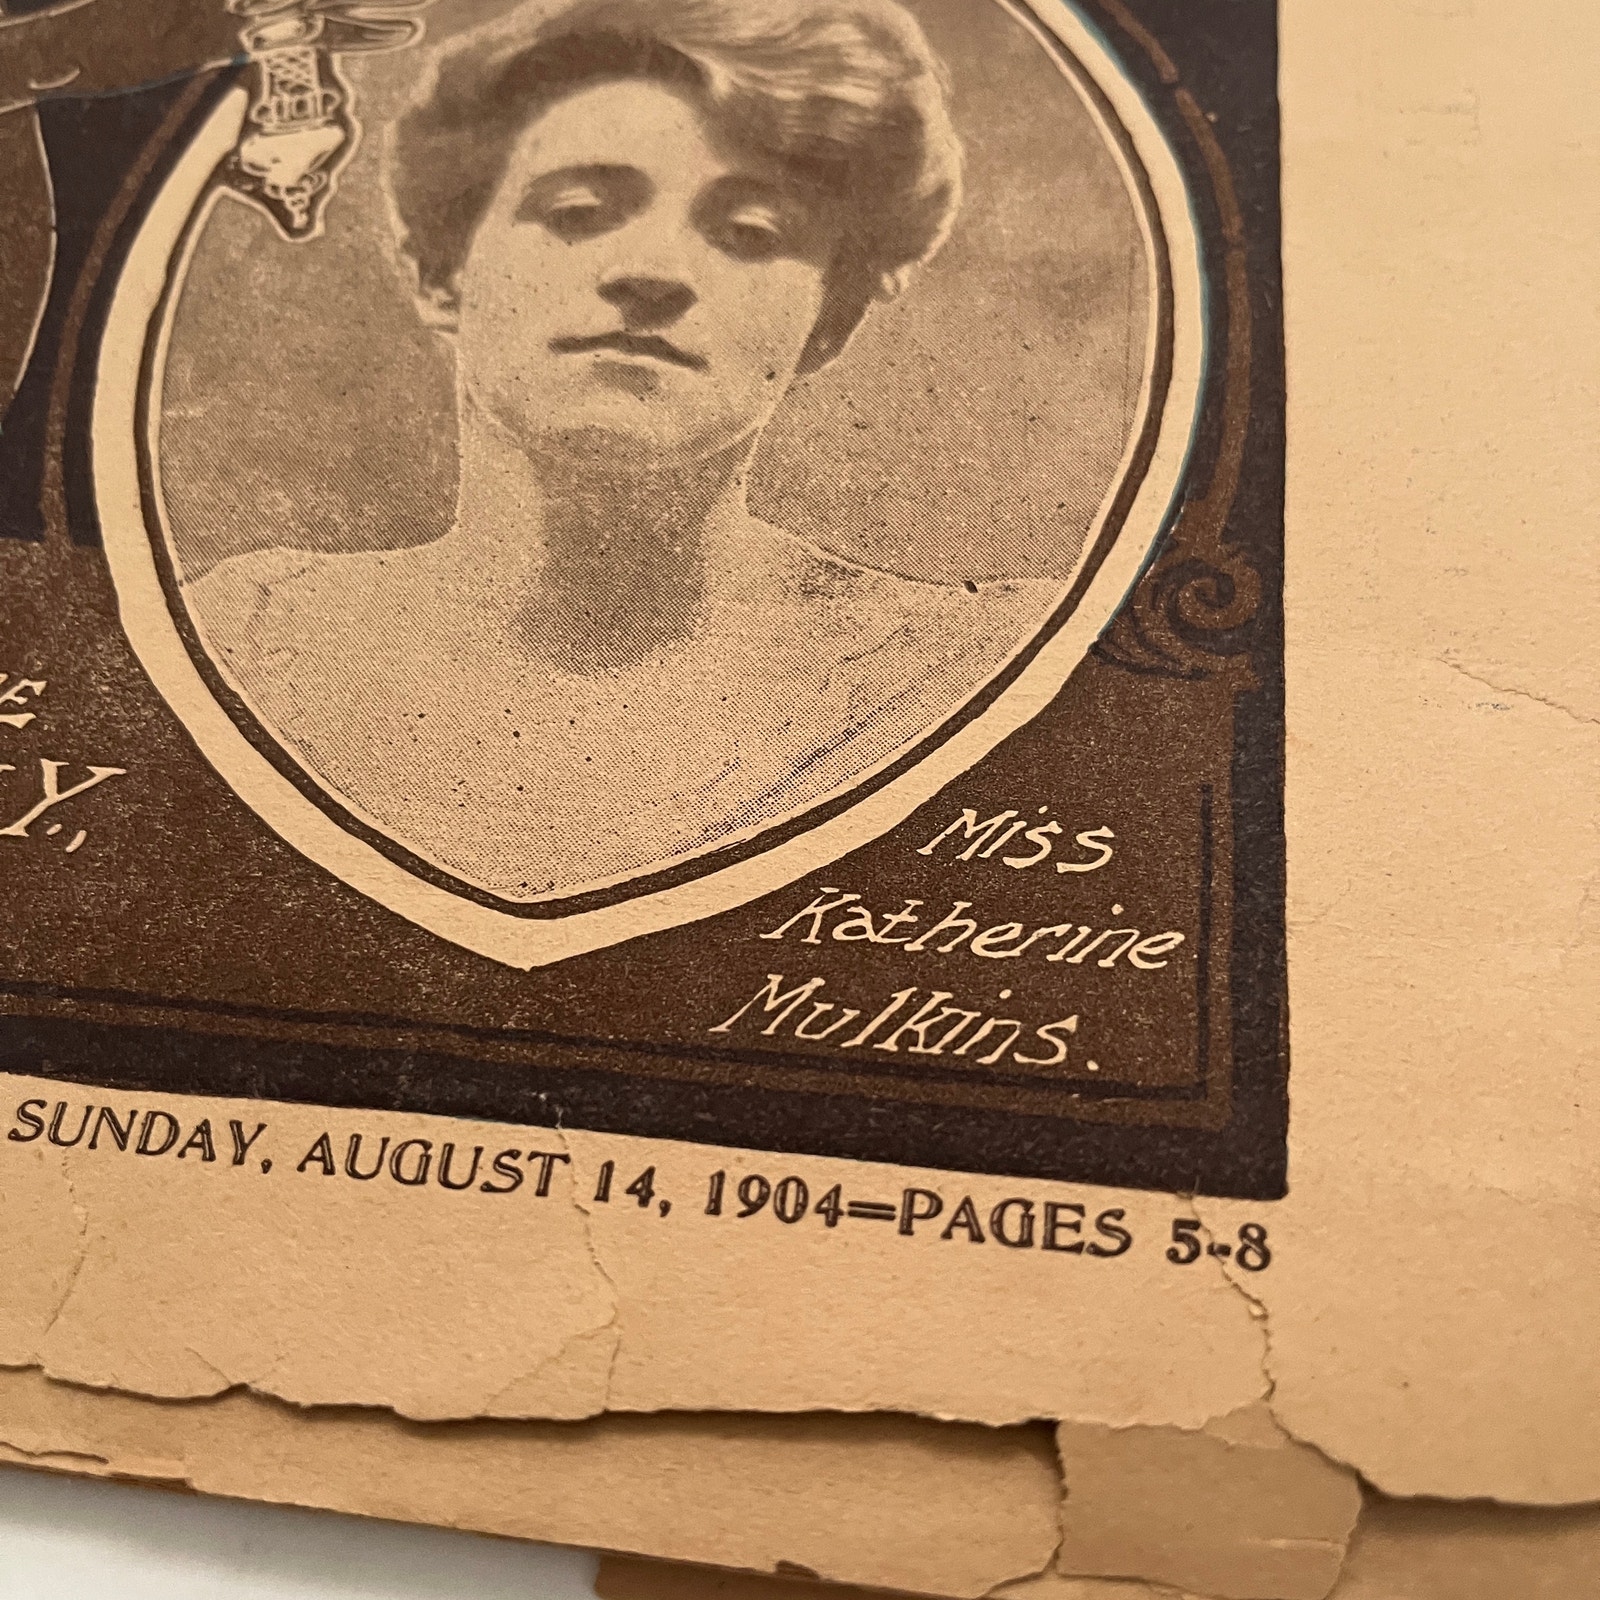 Miss
Katherine
Mulkins.
SUNDAY, AUGUST 14, 1904=PAGES 5-8